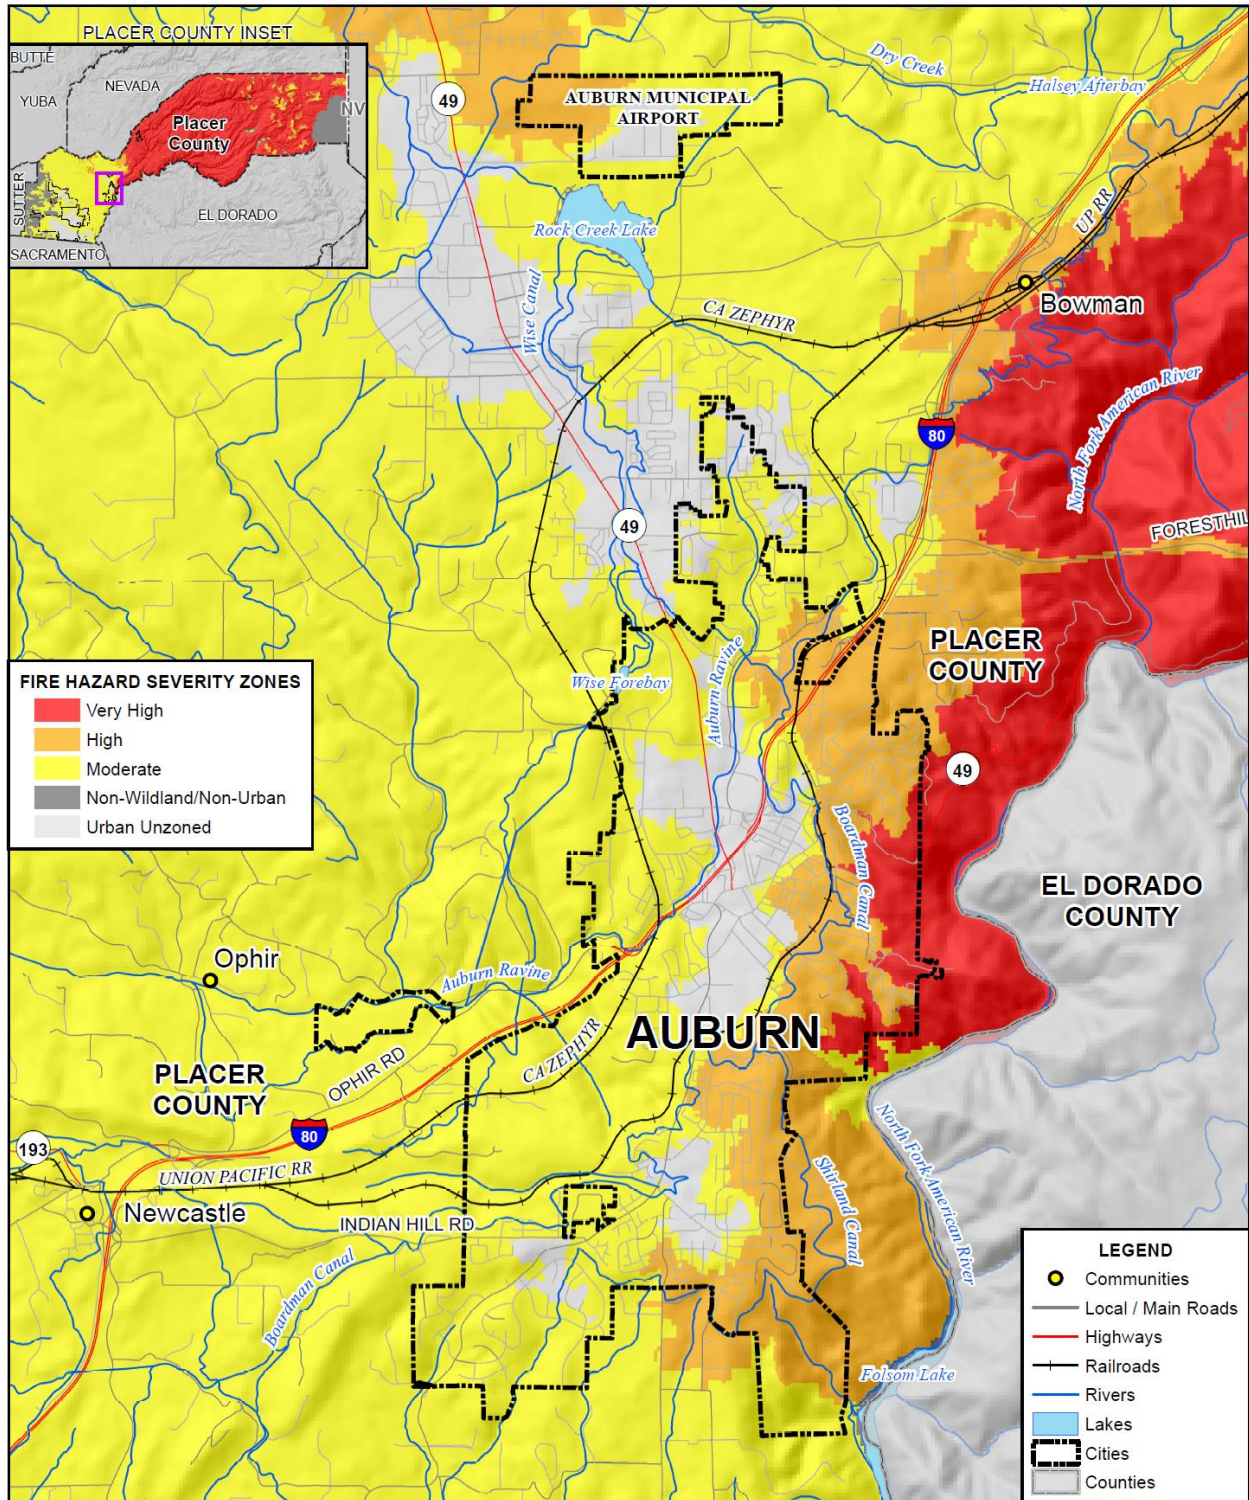 PLACER COUNTY INSET
BUTTE
NEVADA
YUBA
Placer
County
NV
SUTTER
EL DORADO
SACRAMENTO
49
AUBURN MUNICIPAL
AIRPORT
Dry Creek
Halsey Afterbay
Rock Creek Lake
UP RR
Bowman
Wise Canal
CA ZEPHYR
North Fork American River
80
49
FORESTHIL
PLACER
COUNTY
FIRE HAZARD SEVERITY ZONES
Very High
High
Moderate
Non-Wildland/Non-Urban
Urban Unzoned
Wise Forebay
Auburn Ravine
49
Boardman Canal
EL DORADO
COUNTY
Ophir
Auburn Ravine
AUBURN
OPHIR RD
CA ZEPHYR
PLACER
COUNTY
80
193
UNION PACIFIC RR
North Fork American River
Shirland Canal
Newcastle
INDIAN HILL RD
Boardman Canal
Folsom Lake
LEGEND
Communities
Local / Main Roads
Highways
Railroads
Rivers
Lakes
Cities
Counties